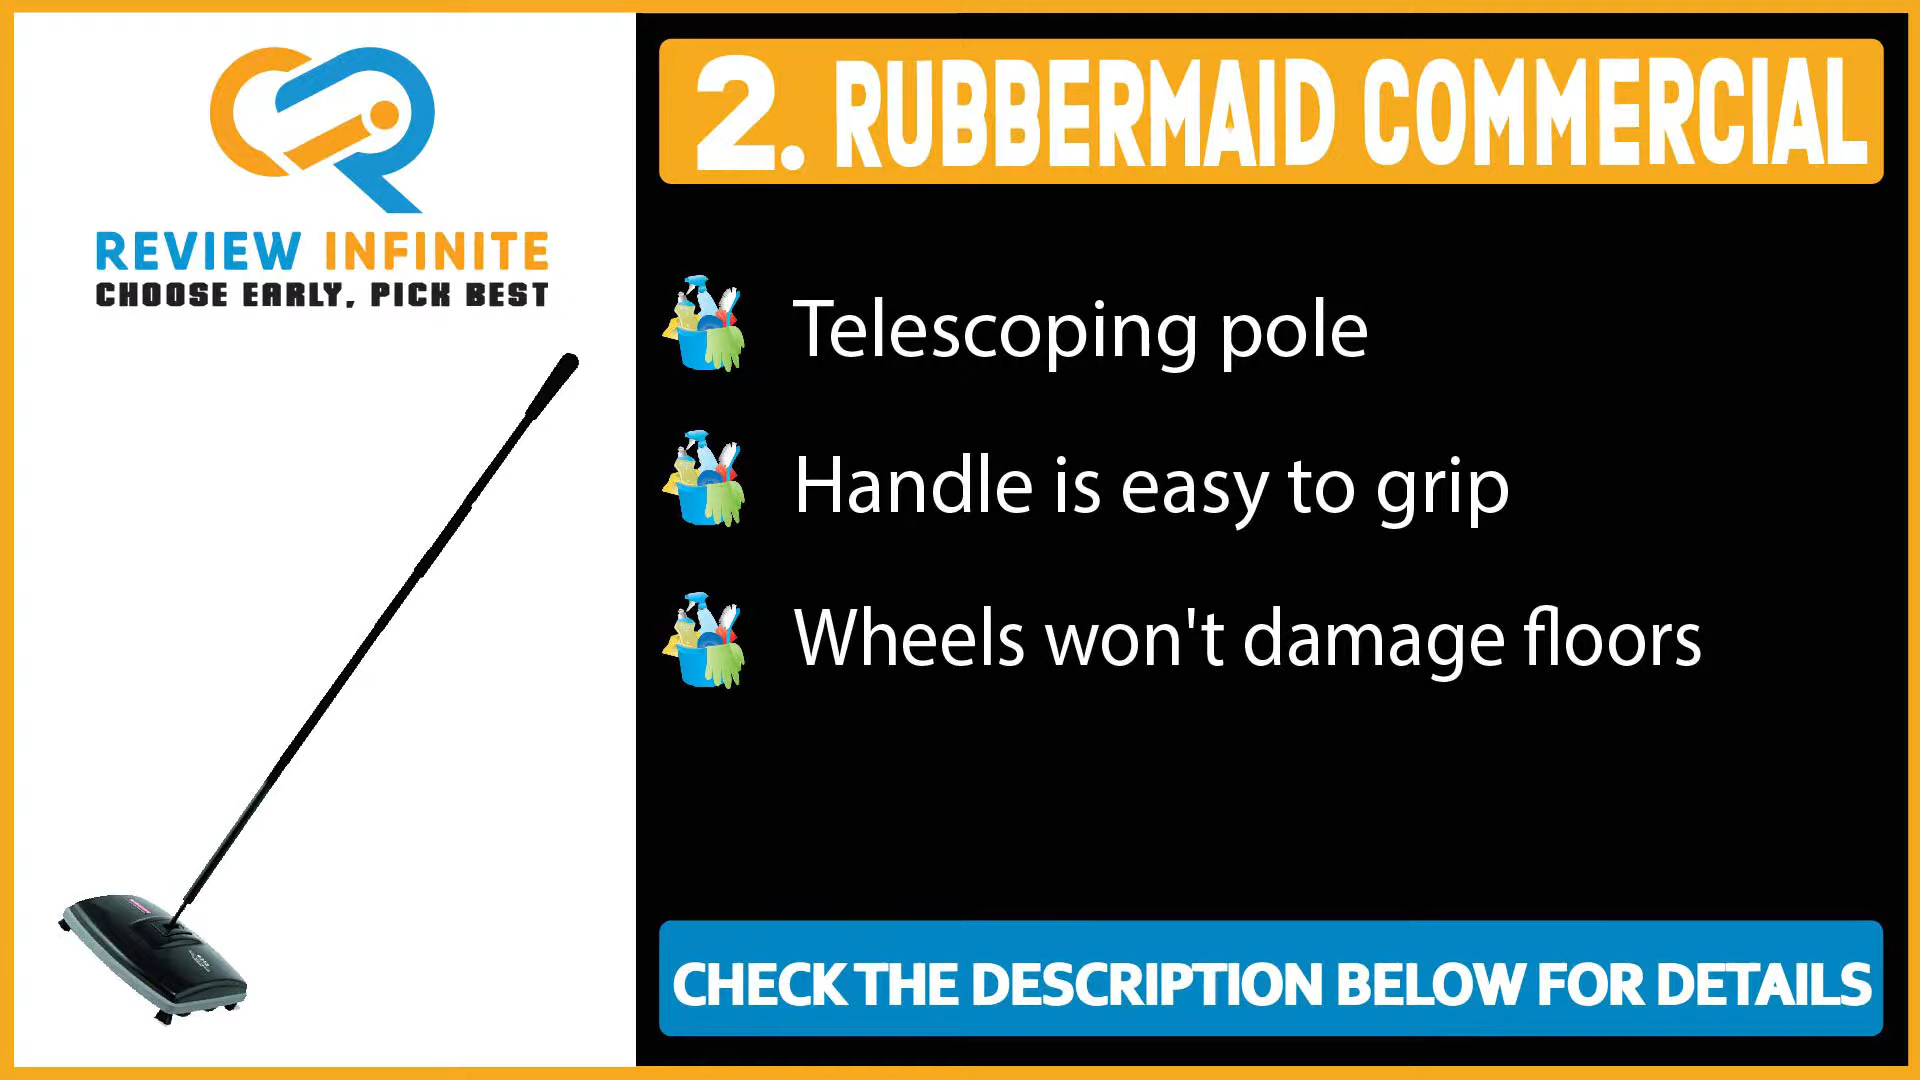 REVIEW INFINITE
CHOOSE EARLY, PICK BEST
2. RUBBERMAID COMMERCIAL
Telescoping pole
Handle is easy to grip
Wheels won't damage floors
CHECK THE DESCRIPTION BELOW FOR DETAILS